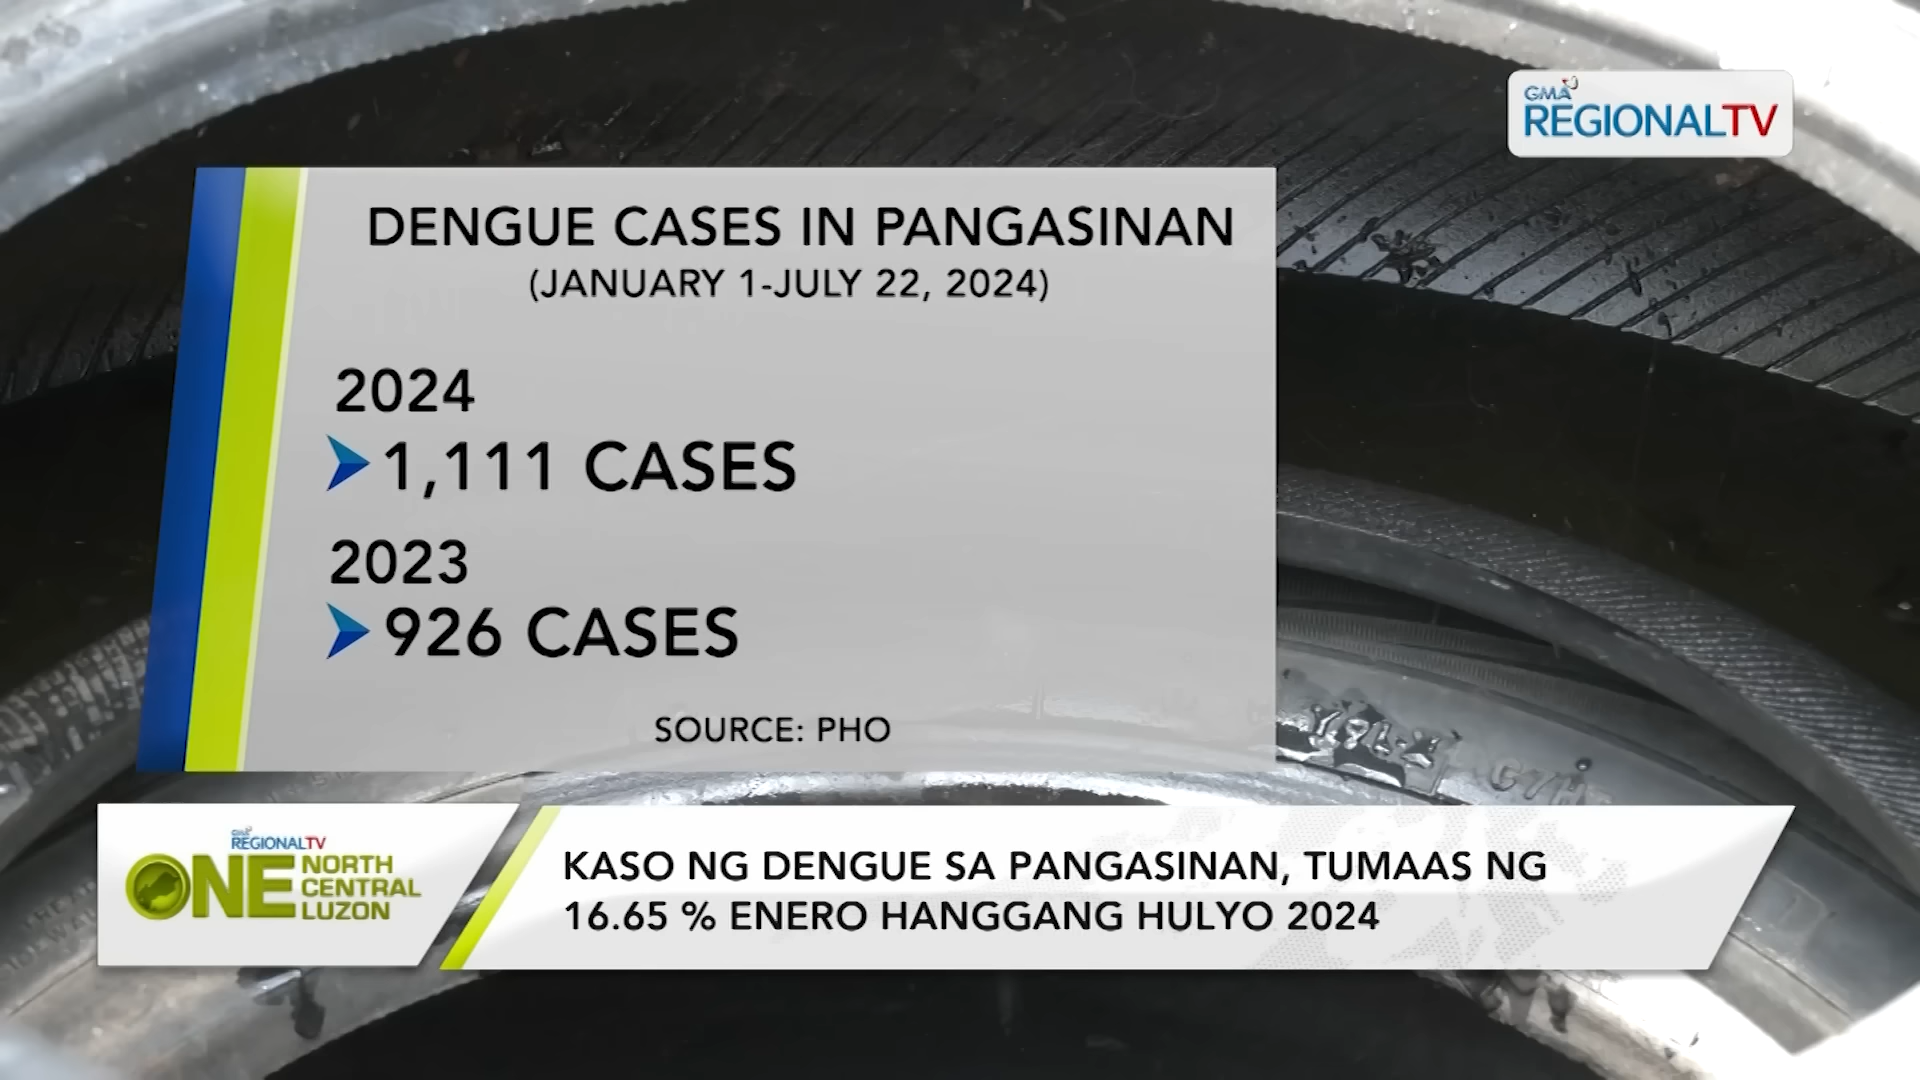 GMA
REGIONALTV
DENGUE CASES IN PANGASINAN
(JANUARY 1-JULY 22, 2024)
2024
1,111 CASES
2023
926 CASES
SOURCE: PHO
GMA
REGIONALTV
ONE NORTH
CENTRAL
LUZON
KASO NG DENGUE SA PANGASINAN, TUMAAS NG
16.65 % ENERO HANGGANG HULYO 2024